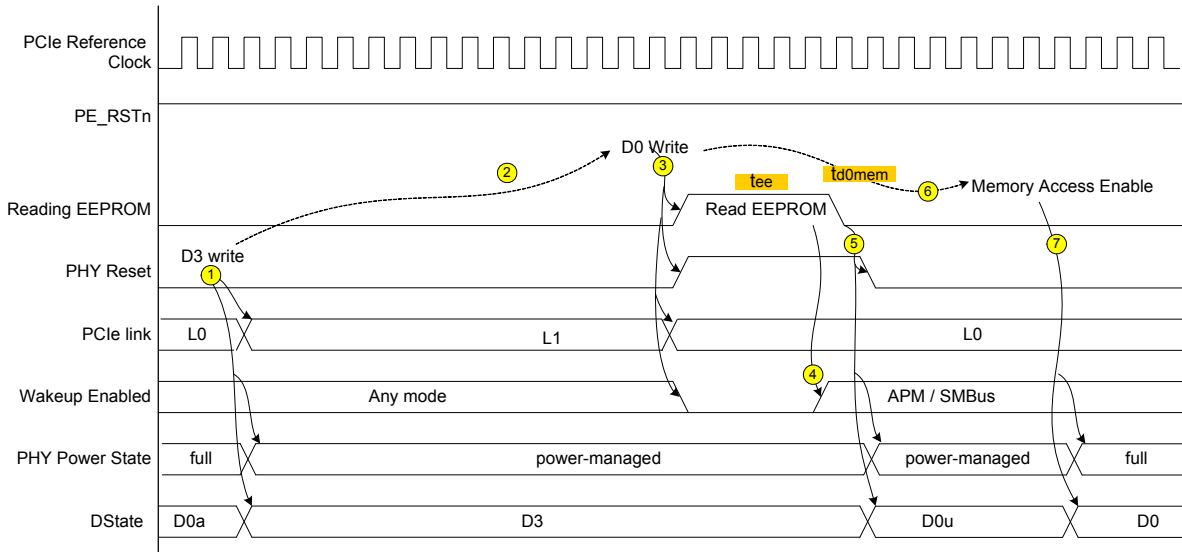 PCIe Reference
Clock
PE_RSTn
D0 Write
2
3
tee
td0mem
6
Memory Access Enable
Reading EEPROM
Read EEPROM
D3 write
5
7
PHY Reset
1
PCIe link
L0
L1
L0
4
Wakeup Enabled
Any mode
APM / SMBus
PHY Power State
full
power-managed
power-managed
full
DState
D0a
D3
D0u
D0